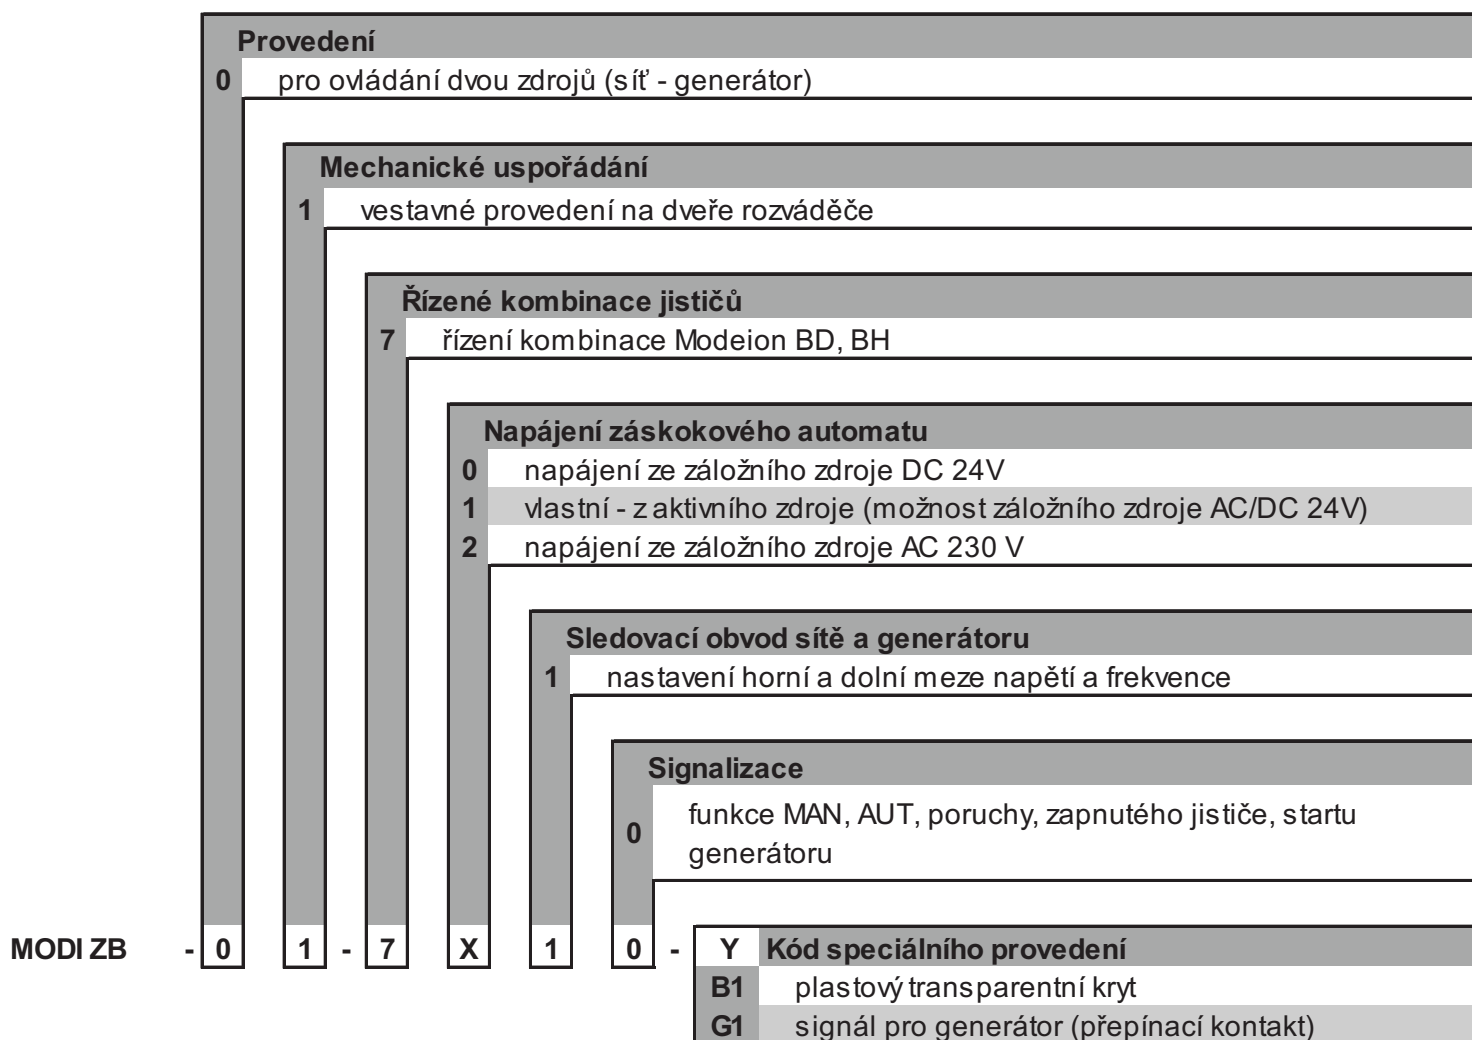 Provedení
0 pro ovládání dvou zdrojů (síť - generátor)
Mechanické uspořádání
1 vestavné provedení na dveře rozváděče
Řízené kombinace jističů
7 řízení kombinace Modeion BD, BH
Napájení záskokového automatu
0 napájení ze záložního zdroje DC 24V
1 vlastní - z aktivního zdroje (možnost záložního zdroje AC/DC 24V)
2 napájení ze záložního zdroje AC 230 V
Sledovací obvod sítě a generátoru
1 nastavení horní a dolní meze napětí a frekvence
Signalizace
0 funkce MAN, AUT, poruchy, zapnutého jističe, startu
generátoru
MODI ZB - 0 1 - 7 X 1 0 - Y Kód speciálního provedení
B1 plastový transparentní kryt
G1 signál pro generátor (přepínací kontakt)